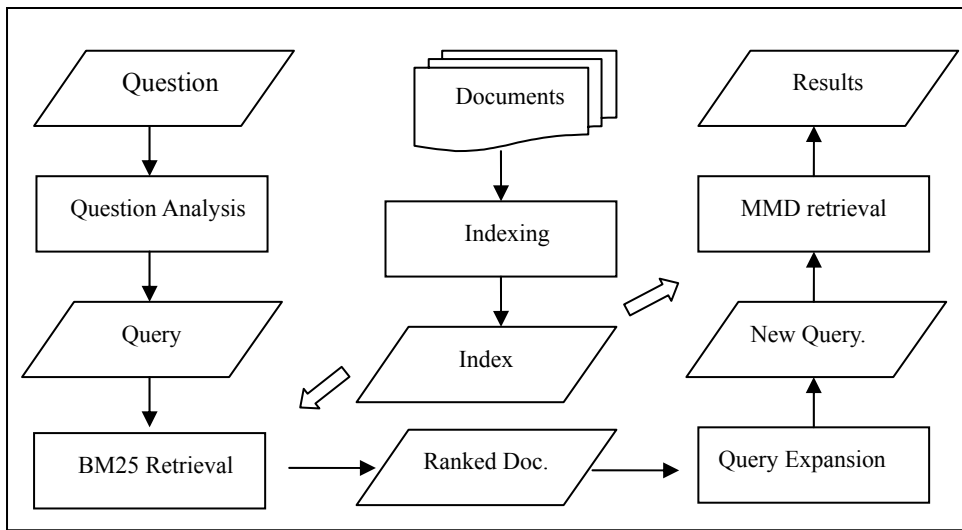 Question
Documents
Results
Question Analysis
Indexing
MMD retrieval
Query
Index
New Query.
BM25 Retrieval
Ranked Doc.
Query Expansion